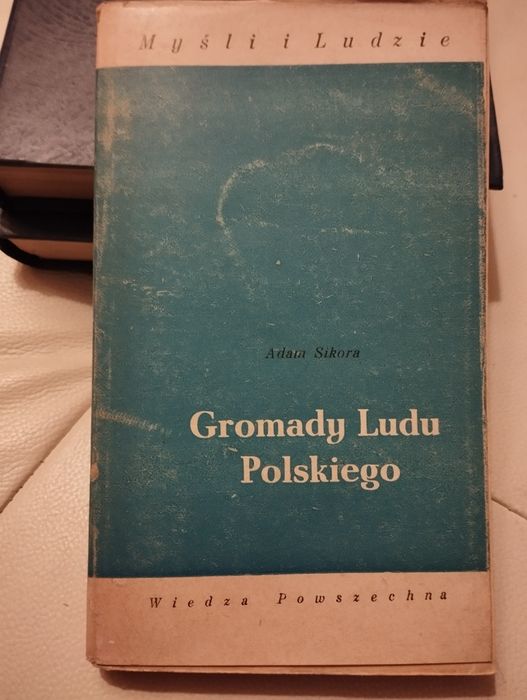 Myśli i Ludzie
Adam Sikora
Gromady Ludu
Polskiego
Wiedza Powszechna